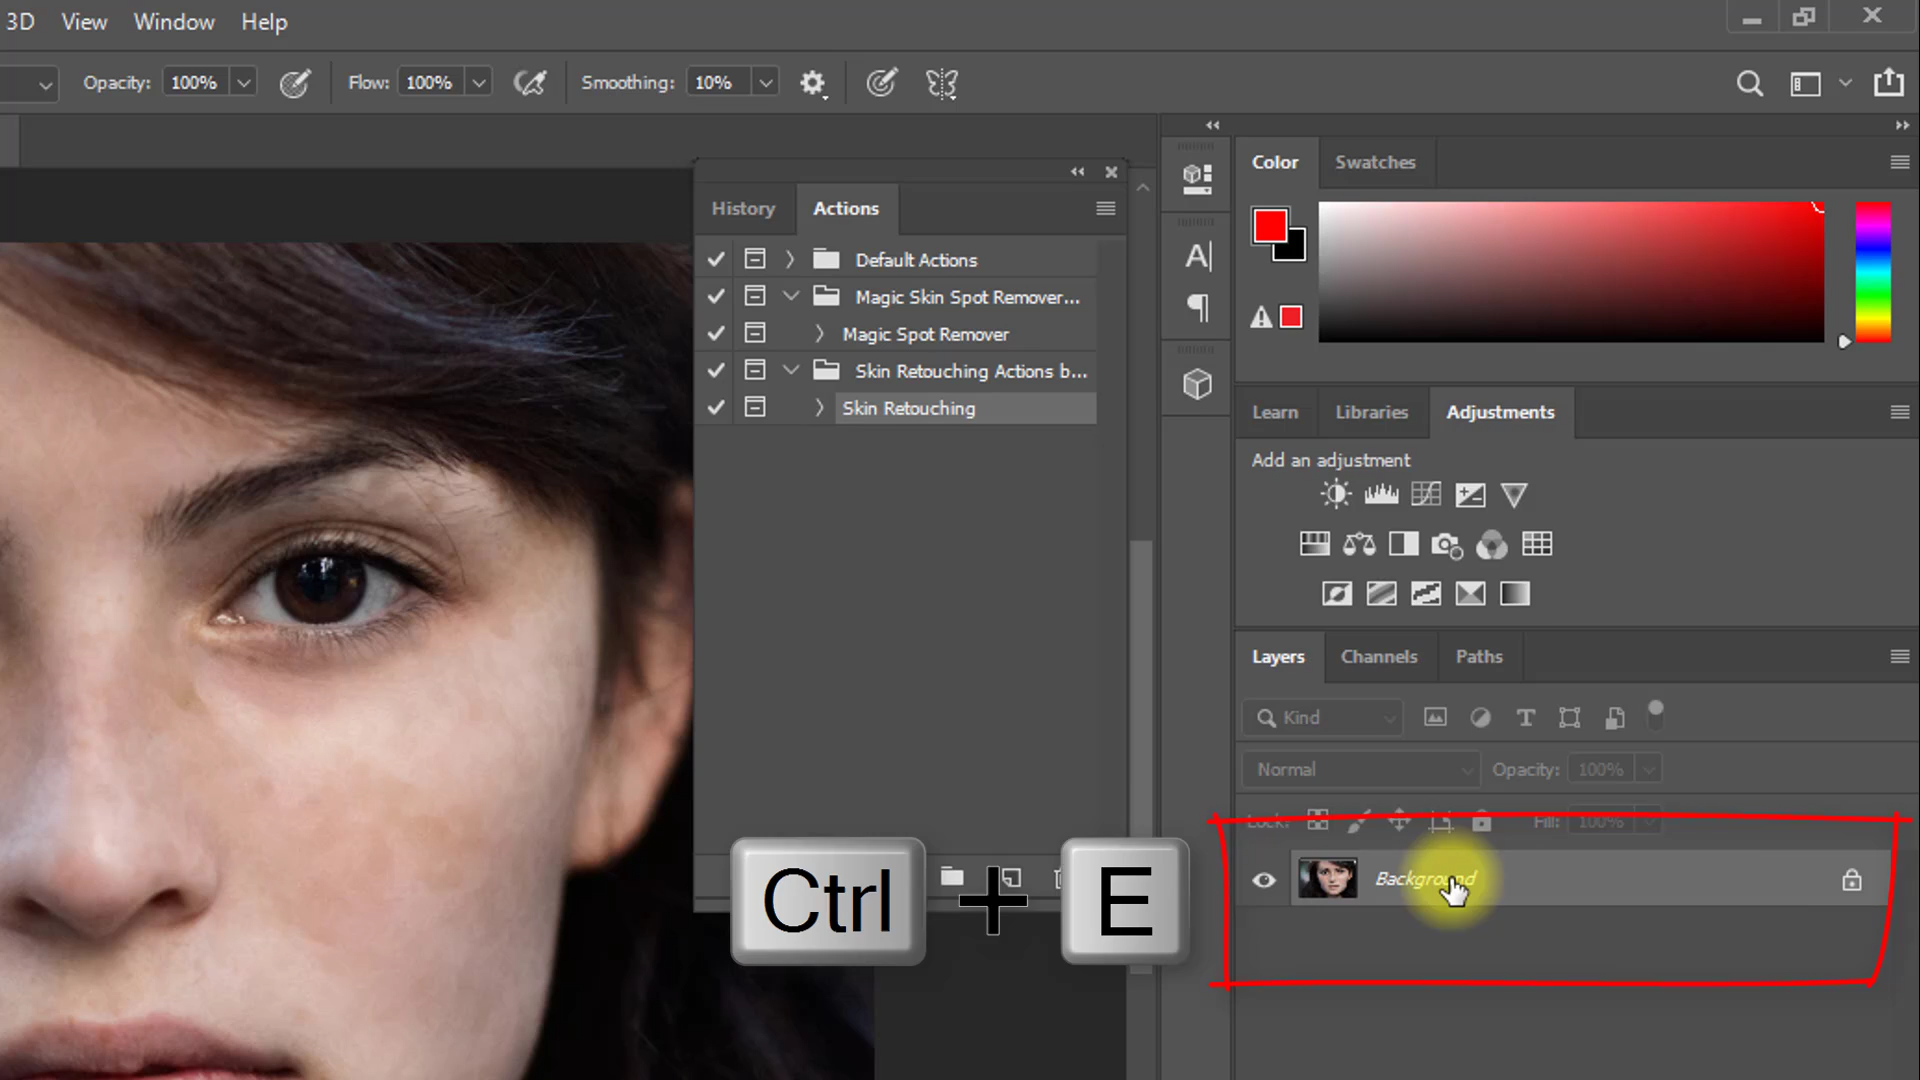 3D View Window Help
Opacity: 100% Flow: 100% Smoothing: 10%
Color Swatches
History Actions
Default Actions
Magic Skin Spot Remover...
Magic Spot Remover
Skin Retouching Actions b...
Skin Retouching
A|
Learn Libraries Adjustments
Add an adjustment
Layers Channels Paths
Kind
Normal Opacity: 100%
Lock: Fill: 100%
Background
Ctrl + E